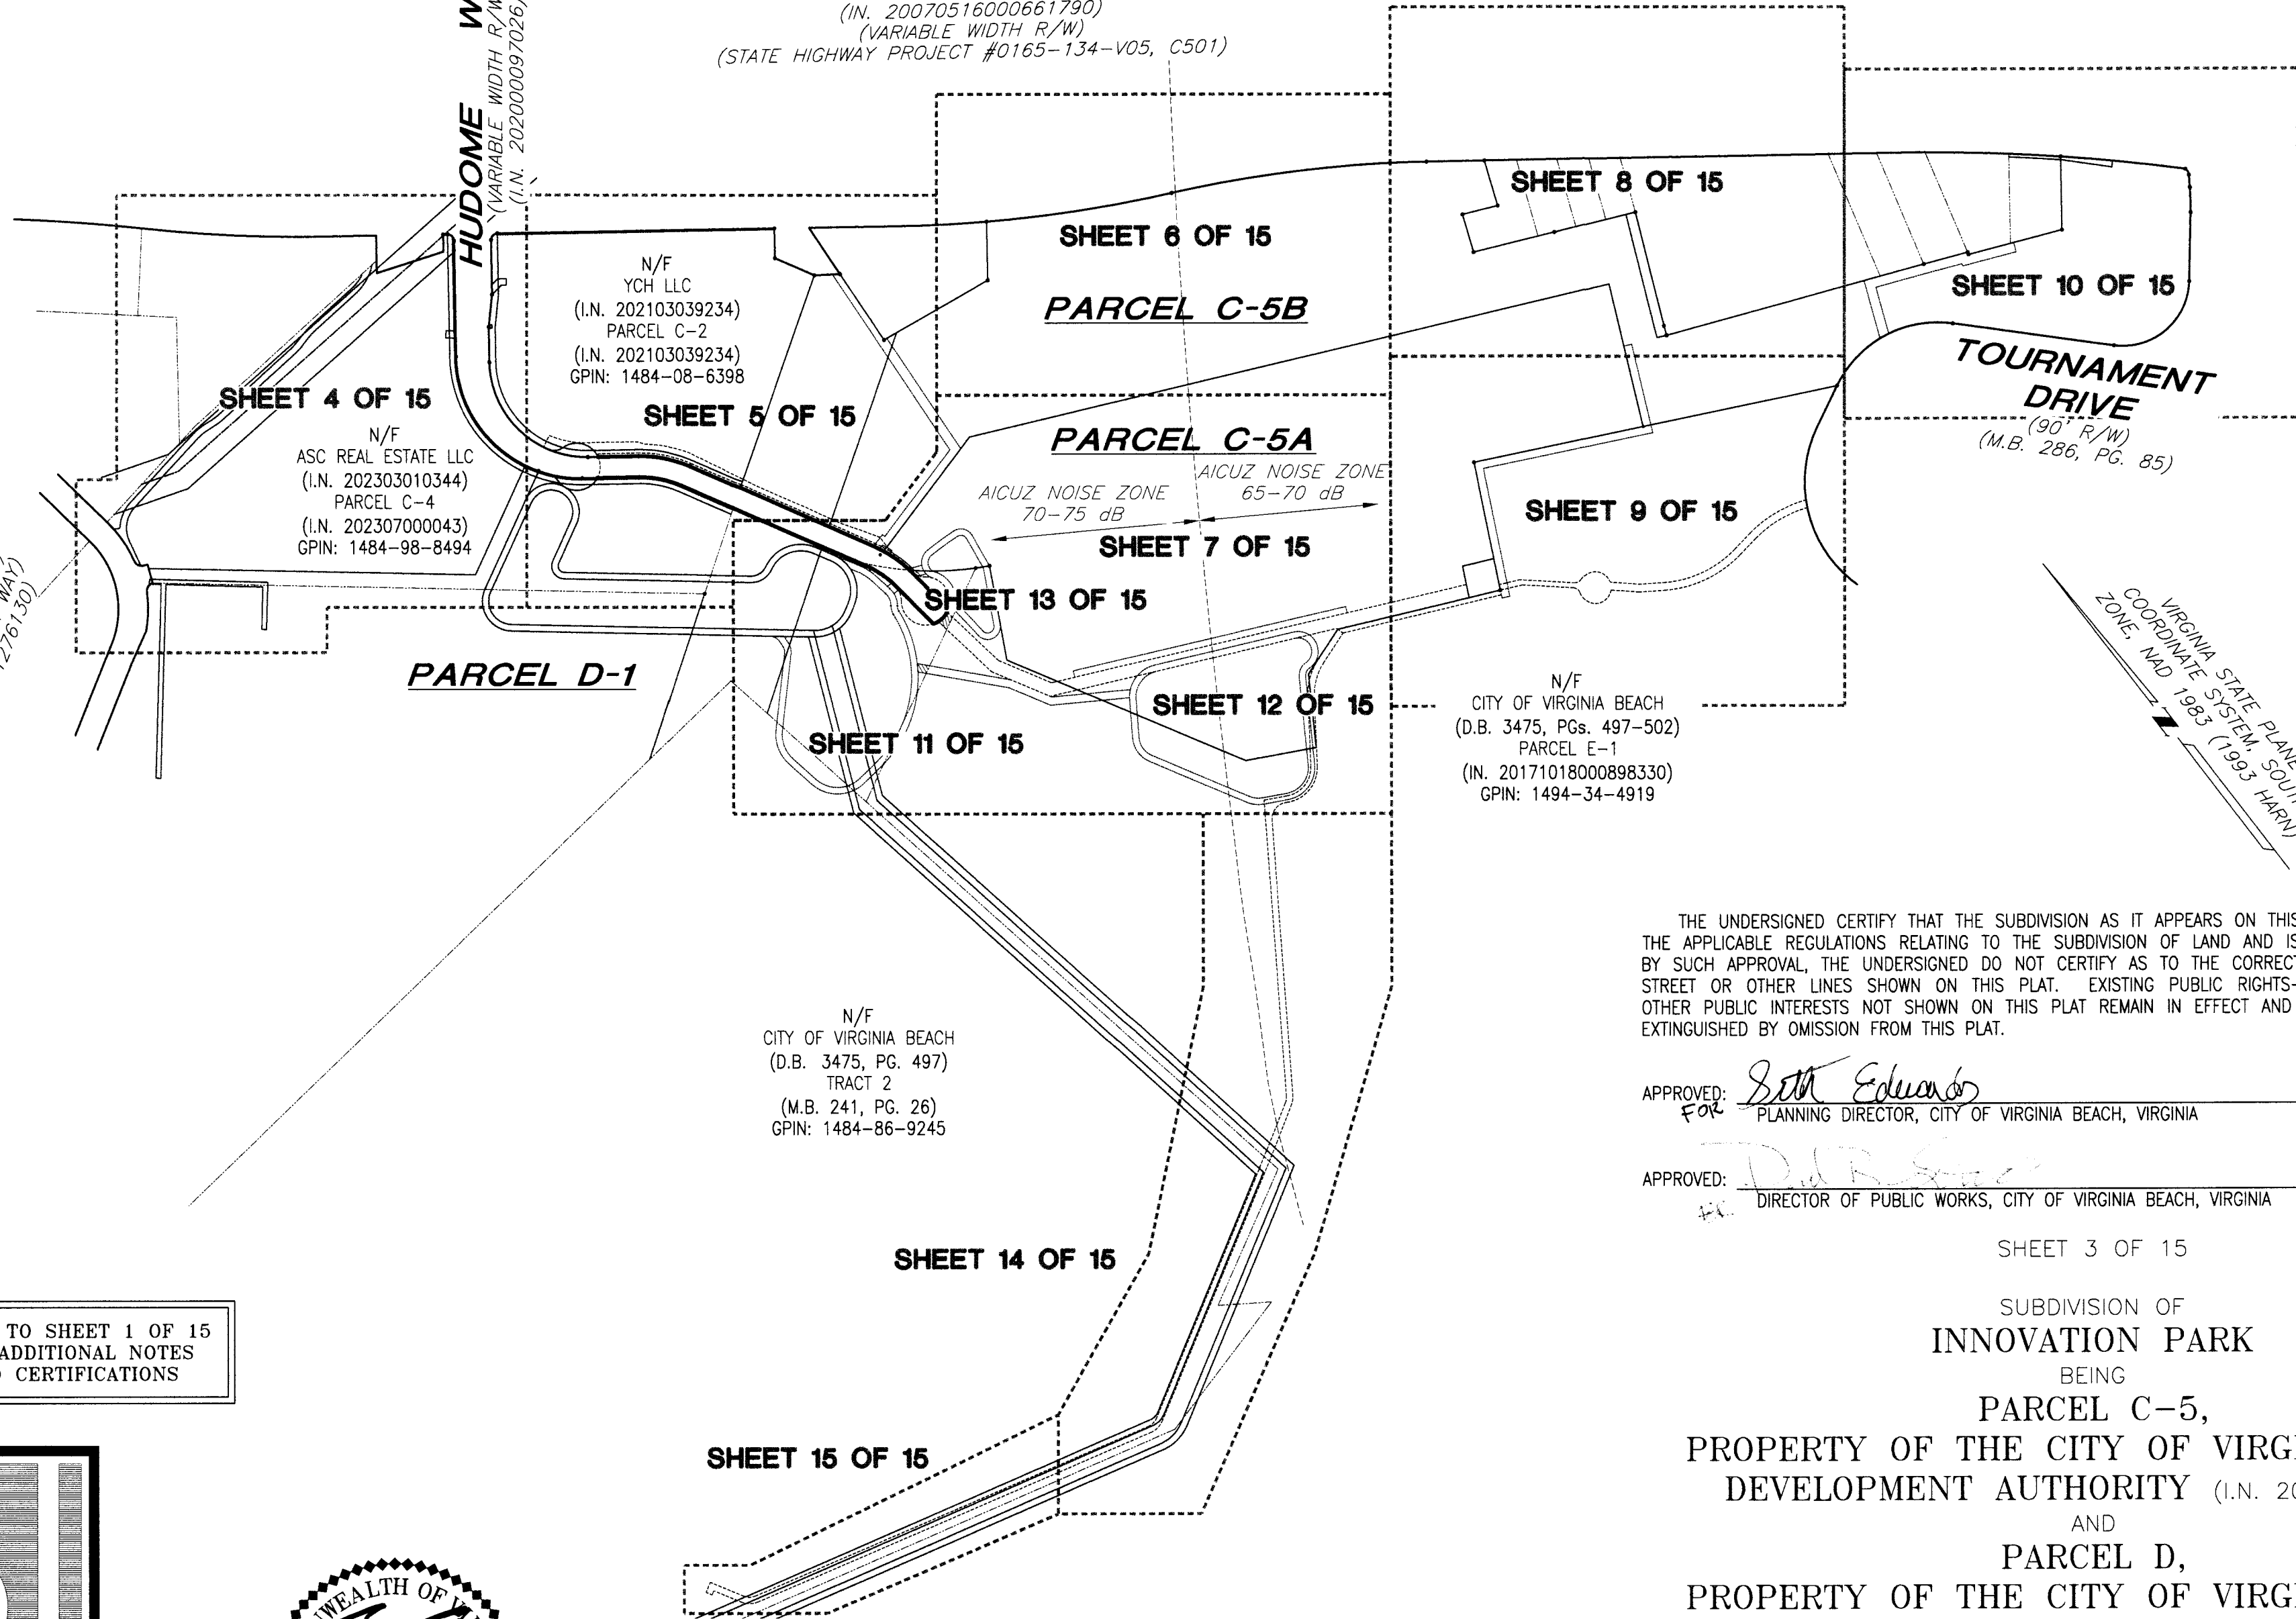 (IN. 20070516000661790)
(VARIABLE WIDTH R/W)
(STATE HIGHWAY PROJECT #0165-134-V05, C501)
HUDOME W
(VARIABLE WIDTH R/W
(I.N. 202000097026)
SHEET 8 OF 15
SHEET 6 OF 15
PARCEL C-5B
SHEET 10 OF 15
N/F
YCH LLC
(I.N. 202103039234)
PARCEL C-2
(I.N. 202103039234)
GPIN: 1484-08-6398
TOURNAMENT
DRIVE
(90' R/W)
(M.B. 286, PG. 85)
SHEET 4 OF 15
SHEET 5 OF 15
N/F
ASC REAL ESTATE LLC
(I.N. 202303010344)
PARCEL C-4
(I.N. 202307000043)
GPIN: 1484-98-8494
PARCEL C-5A
AICUZ NOISE ZONE
70-75 dB
AICUZ NOISE ZONE
65-70 dB
SHEET 9 OF 15
SHEET 7 OF 15
SHEET 13 OF 15
WAY)
1276130)
PARCEL D-1
SHEET 12 OF 15
SHEET 11 OF 15
N/F
CITY OF VIRGINIA BEACH
(D.B. 3475, PGs. 497-502)
PARCEL E-1
(IN. 20171018000898330)
GPIN: 1494-34-4919
VIRGINIA STATE PLANE
COORDINATE SYSTEM, SOUT
ZONE, NAD 1983 (1993 HARN)
N
THE UNDERSIGNED CERTIFY THAT THE SUBDIVISION AS IT APPEARS ON THIS
THE APPLICABLE REGULATIONS RELATING TO THE SUBDIVISION OF LAND AND IS
BY SUCH APPROVAL, THE UNDERSIGNED DO NOT CERTIFY AS TO THE CORRECT
STREET OR OTHER LINES SHOWN ON THIS PLAT. EXISTING PUBLIC RIGHTS-
OTHER PUBLIC INTERESTS NOT SHOWN ON THIS PLAT REMAIN IN EFFECT AND
EXTINGUISHED BY OMISSION FROM THIS PLAT.
APPROVED: Seth Edwards
FOR PLANNING DIRECTOR, CITY OF VIRGINIA BEACH, VIRGINIA
APPROVED:
DIRECTOR OF PUBLIC WORKS, CITY OF VIRGINIA BEACH, VIRGINIA
N/F
CITY OF VIRGINIA BEACH
(D.B. 3475, PG. 497)
TRACT 2
(M.B. 241, PG. 26)
GPIN: 1484-86-9245
SHEET 14 OF 15
SHEET 15 OF 15
TO SHEET 1 OF 15
ADDITIONAL NOTES
CERTIFICATIONS
WEALTH OF VI
SHEET 3 OF 15
SUBDIVISION OF
INNOVATION PARK
BEING
PARCEL C-5,
PROPERTY OF THE CITY OF VIRG
DEVELOPMENT AUTHORITY (I.N. 20
AND
PARCEL D,
PROPERTY OF THE CITY OF VIRG